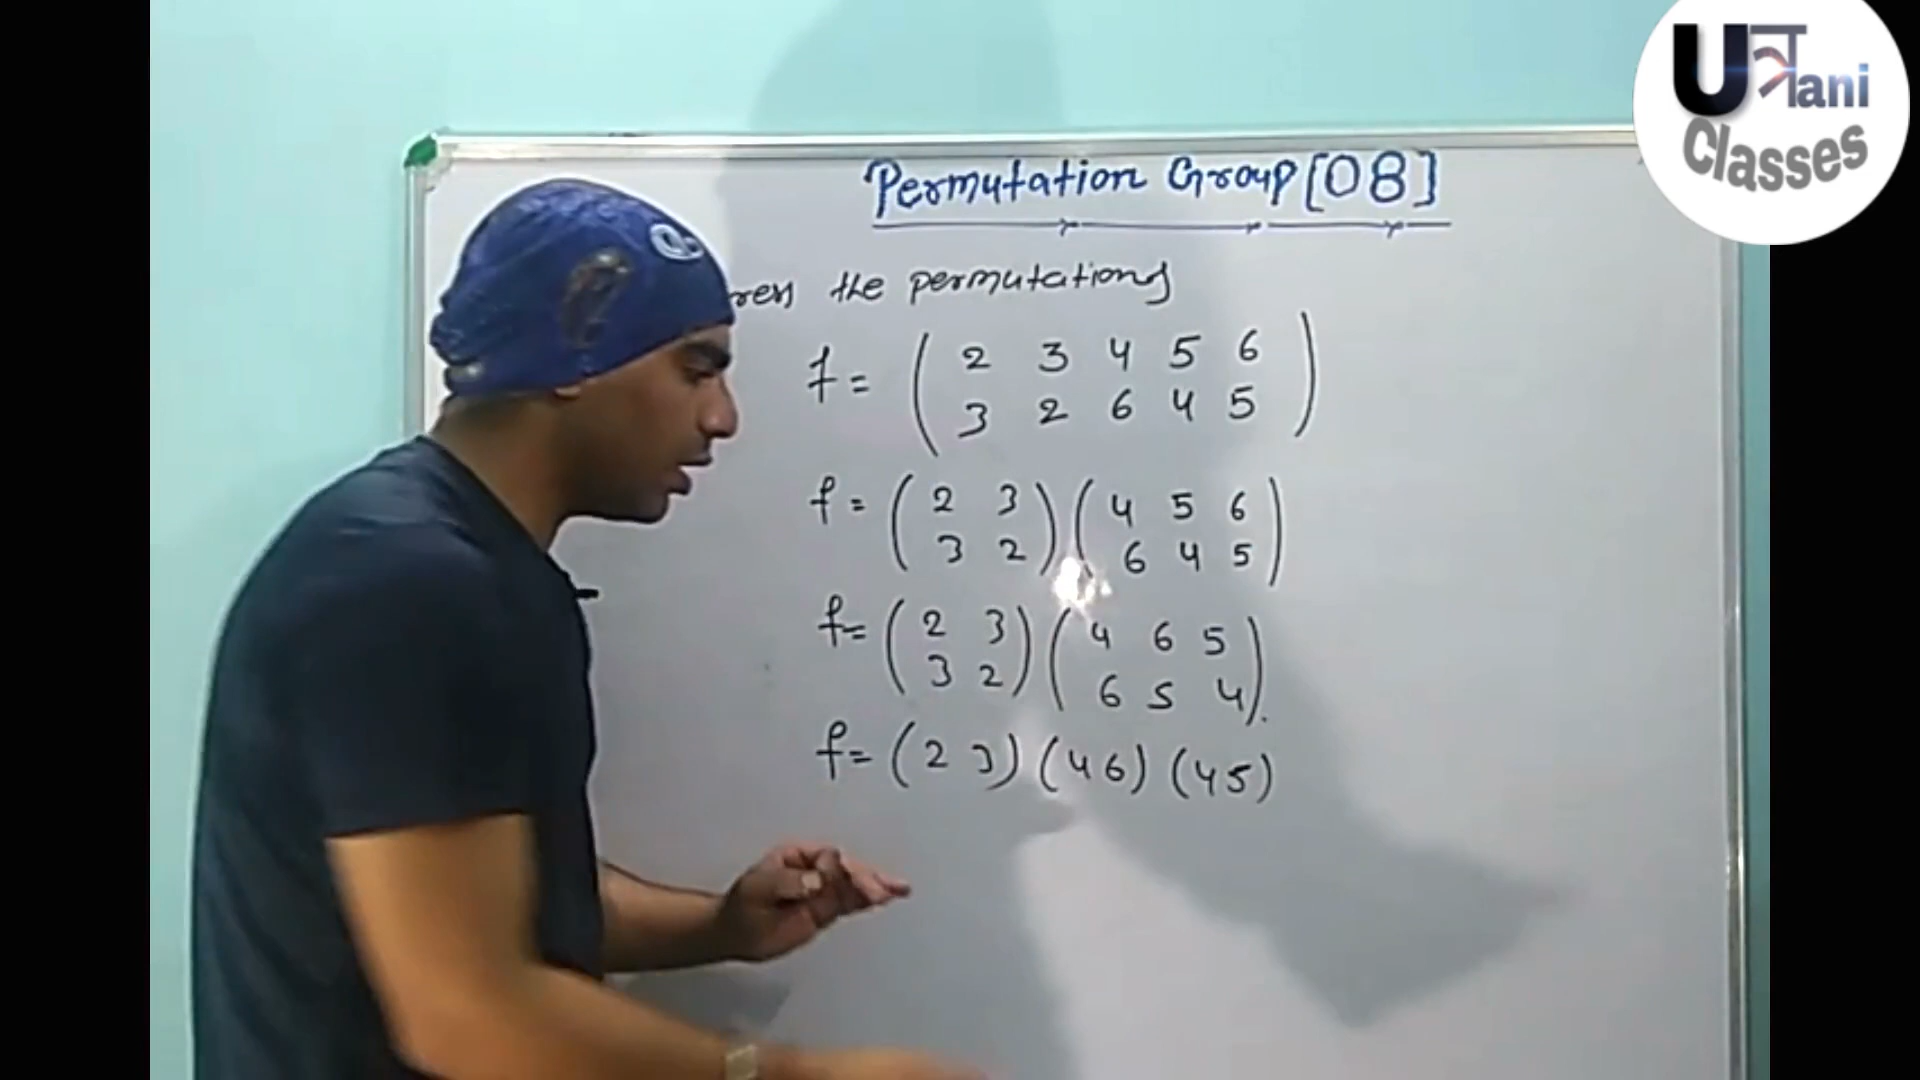 Uत्रani
Classes
Permutation Group [08]
the permutations
f = ( 2 3 4 5 6 )
3 2 6 4 5
f = ( 2 3 ) ( 4 5 6 )
3 2 6 4 5
f = ( 2 3 ) ( 4 6 5 )
3 2 6 5 4
f = (2 3) (4 6) (4 5)